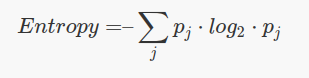 Entropy = −∑_j p_j · log_2 · p_j